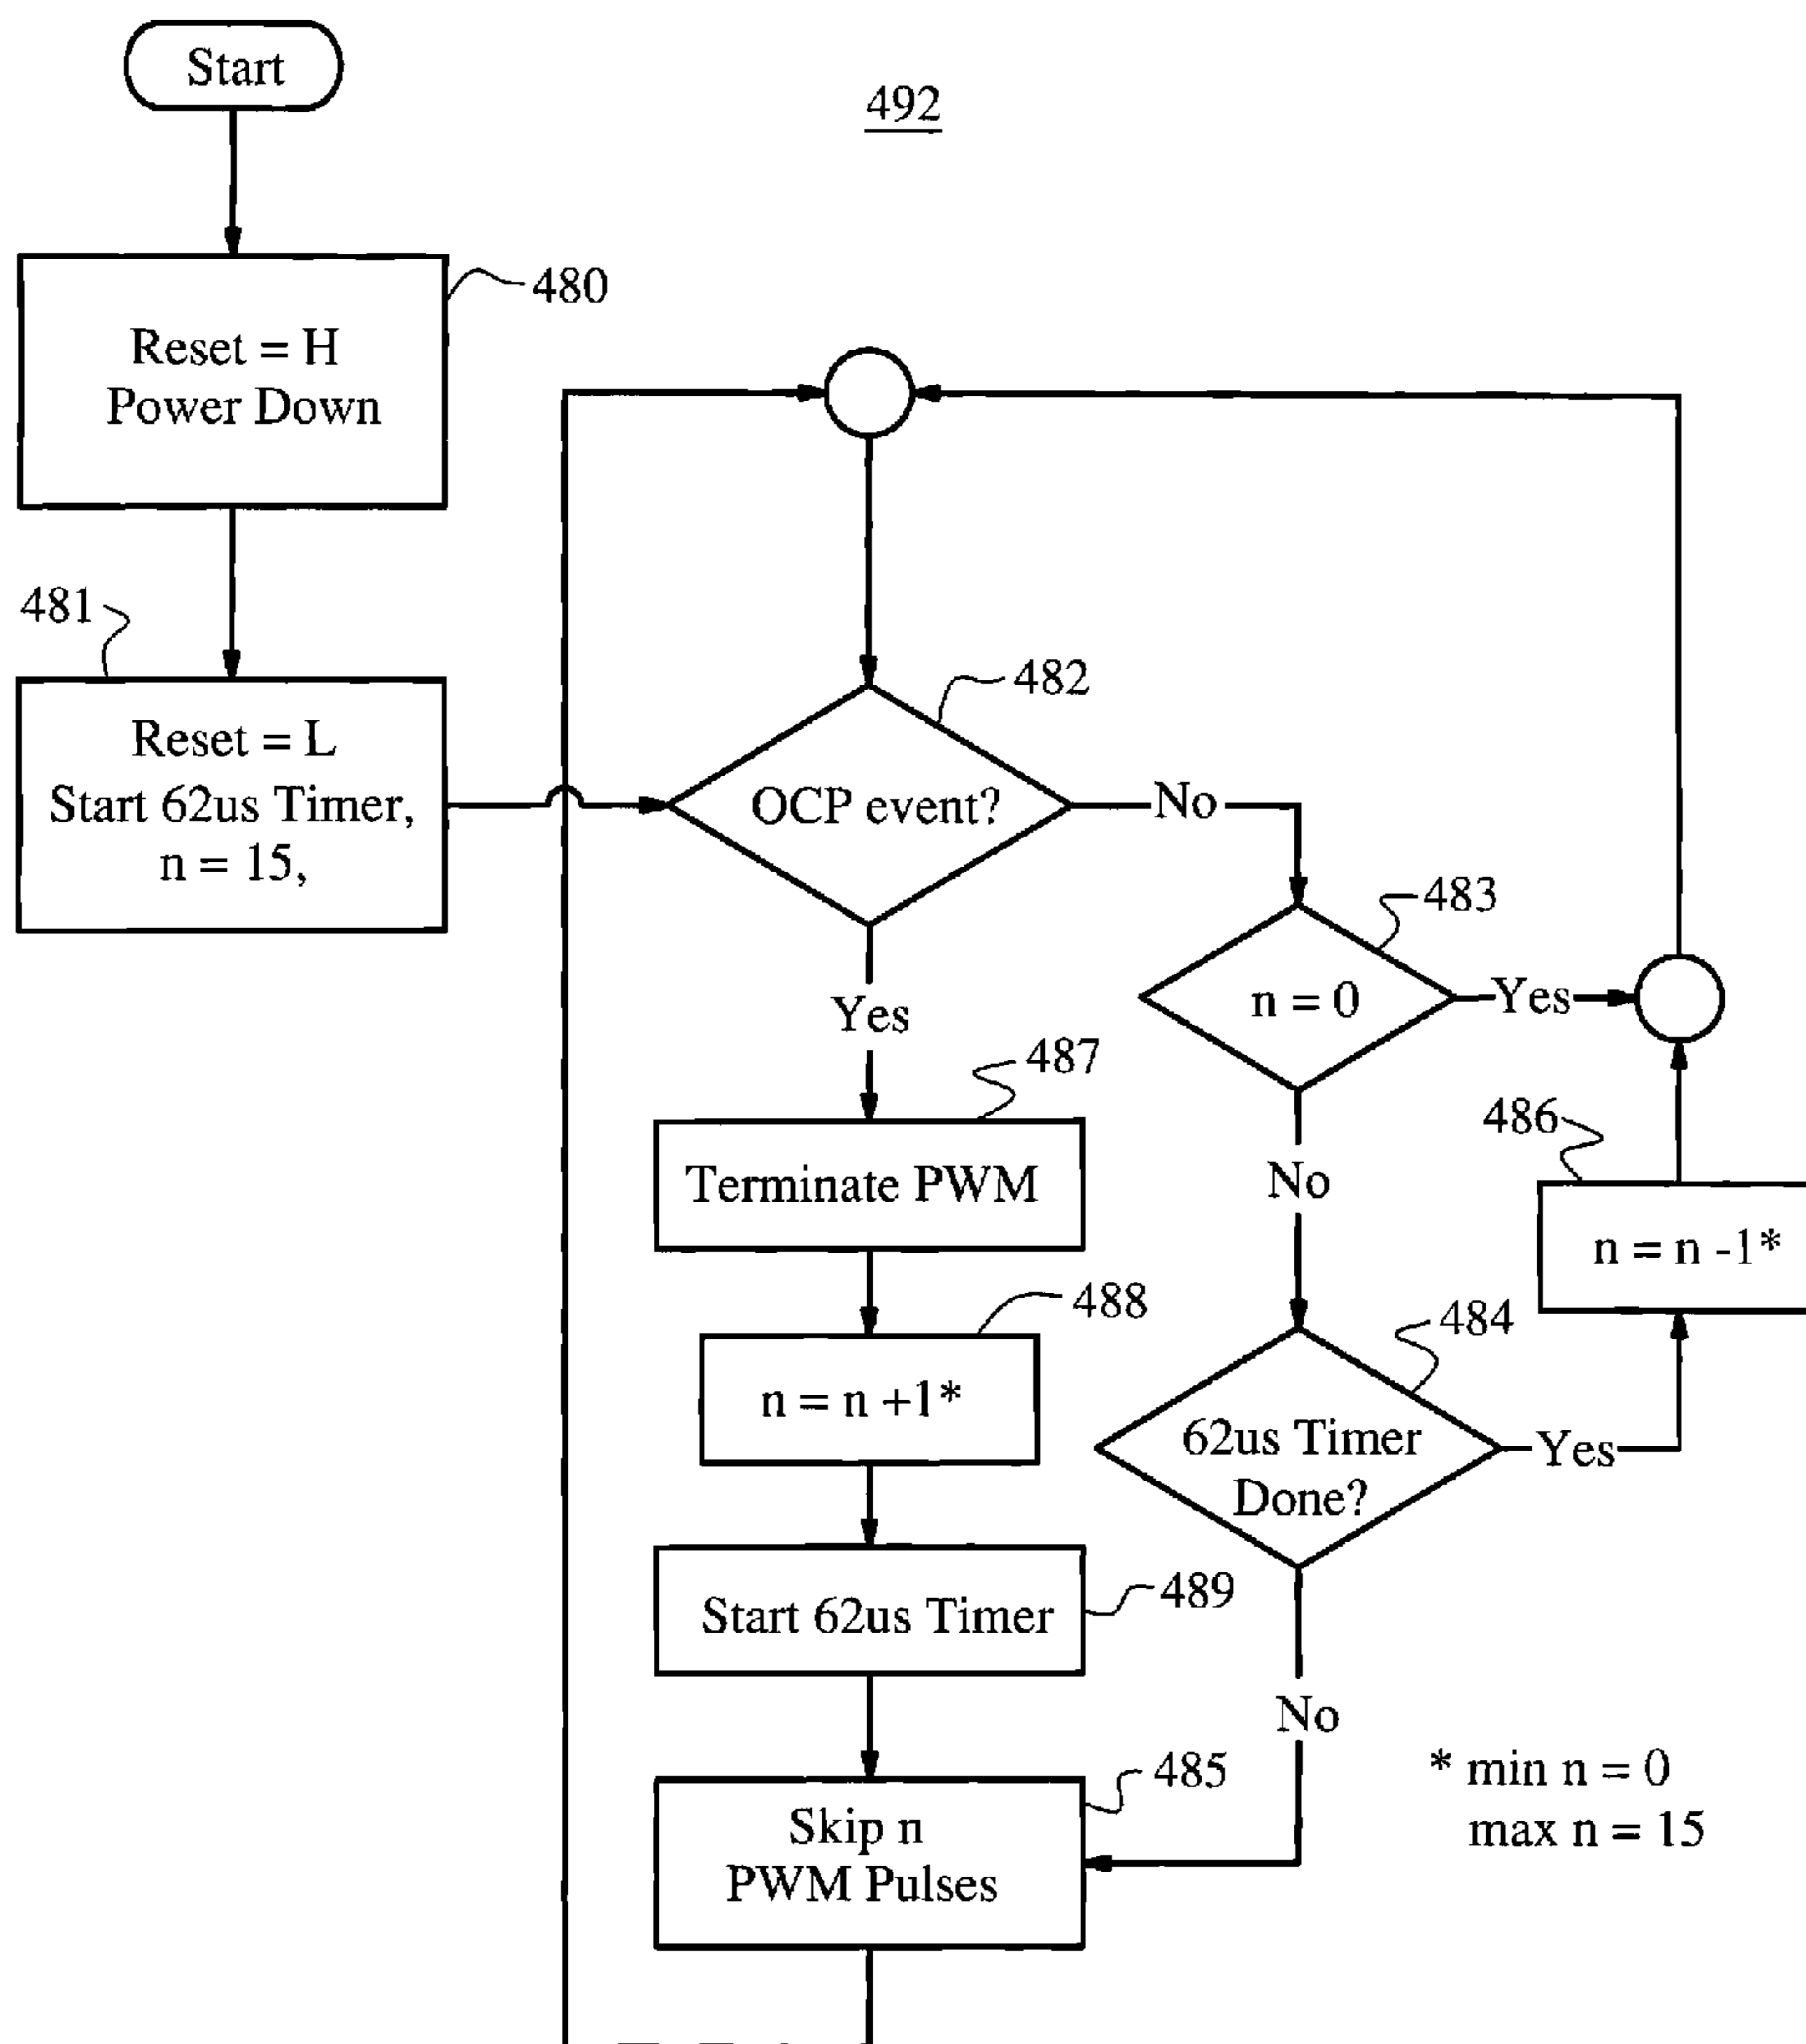 Start
492
480
Reset = H
Power Down
481
Reset = L
Start 62us Timer,
n = 15,
482
OCP event?
No
483
n = 0
Yes
Yes
487
Terminate PWM
No
486
n = n -1*
488
n = n +1*
484
62us Timer
Done?
Yes
Start 62us Timer
489
No
485
Skip n
PWM Pulses
* min n = 0
max n = 15